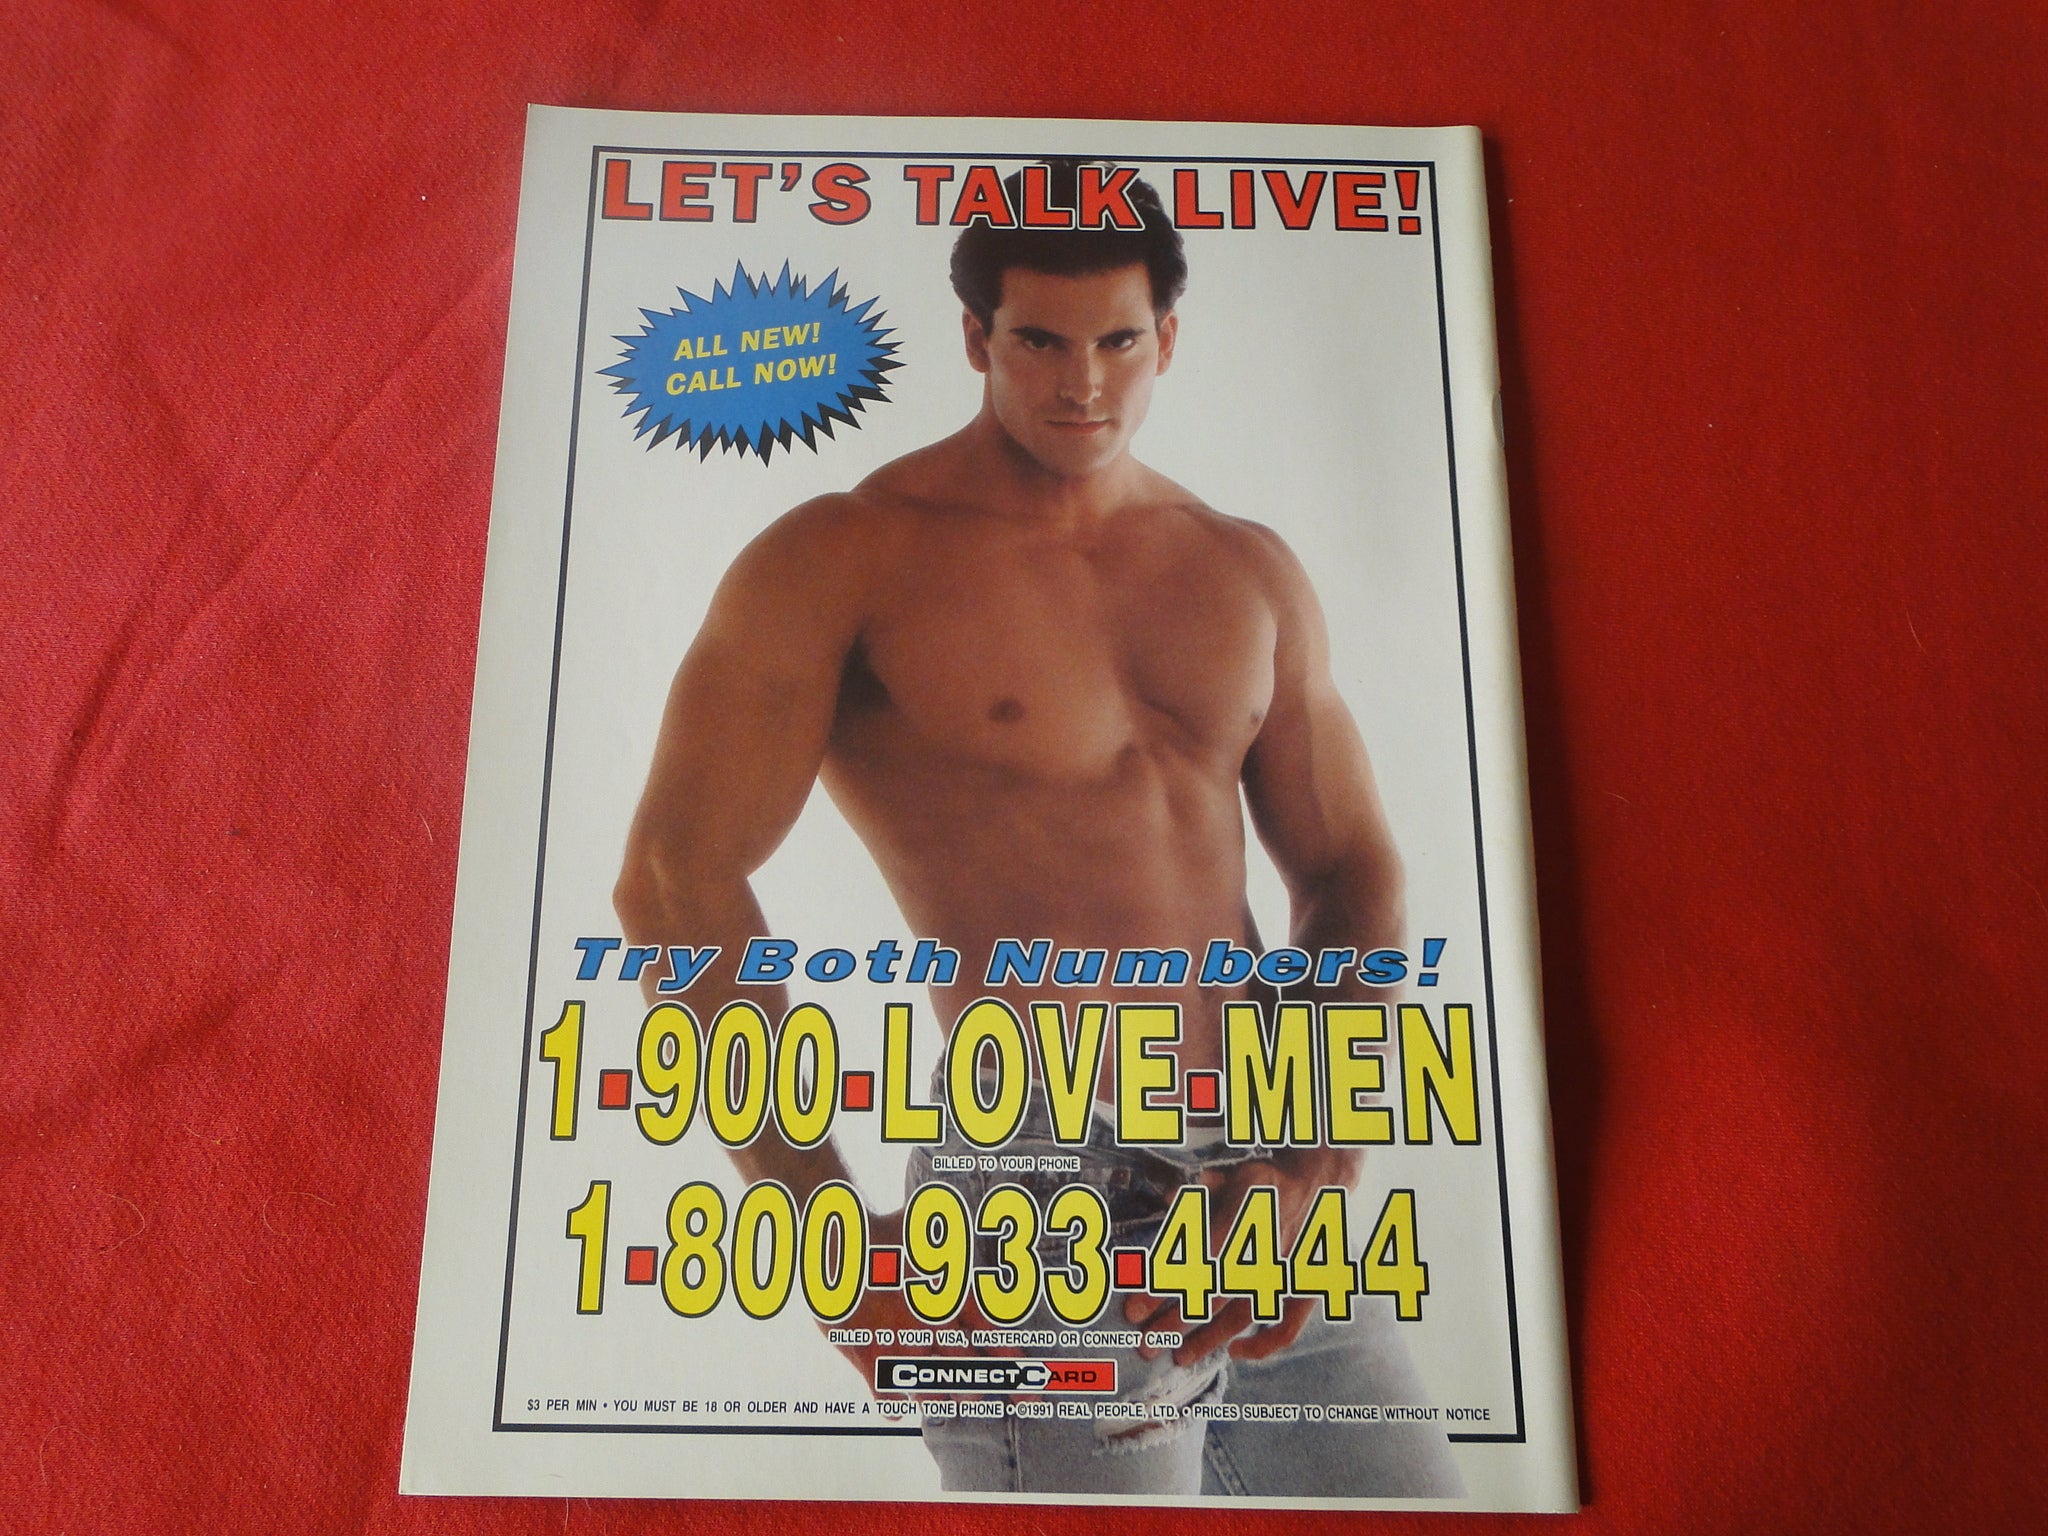 LET'S TALK LIVE!
ALL NEW!
CALL NOW!
Try Both Numbers!
1-900-LOVE-MEN
BILLED TO YOUR PHONE
1-800-933-4444
BILLED TO YOUR VISA, MASTERCARD OR CONNECT CARD
CONNECT CARD
$3 PER MIN • YOU MUST BE 18 OR OLDER AND HAVE A TOUCH TONE PHONE • ©1991 REAL PEOPLE, LTD. • PRICES SUBJECT TO CHANGE WITHOUT NOTICE